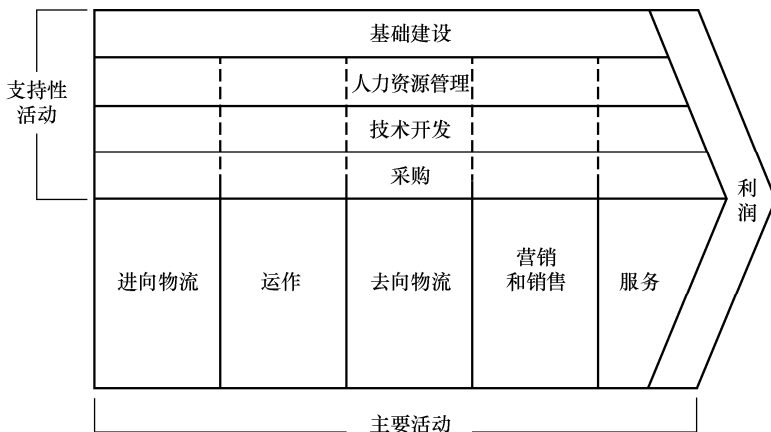 基础建设
人力资源管理
支持性
活动
技术开发
采购
利
润
进向物流
运作
去向物流
营销
和销售
服务
主要活动